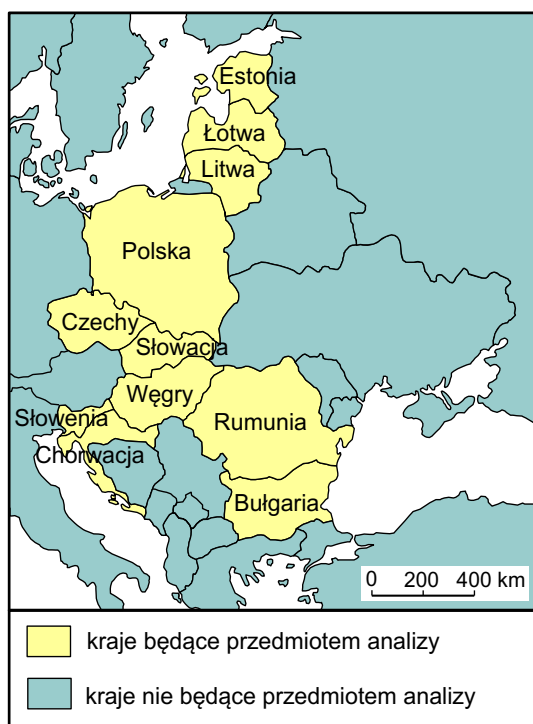 Estonia
Łotwa
Litwa
Polska
Czechy
Słowacja
Węgry
Słowenia
Rumunia
Chorwacja
Bułgaria
0 200 400 km
kraje będące przedmiotem analizy
kraje nie będące przedmiotem analizy